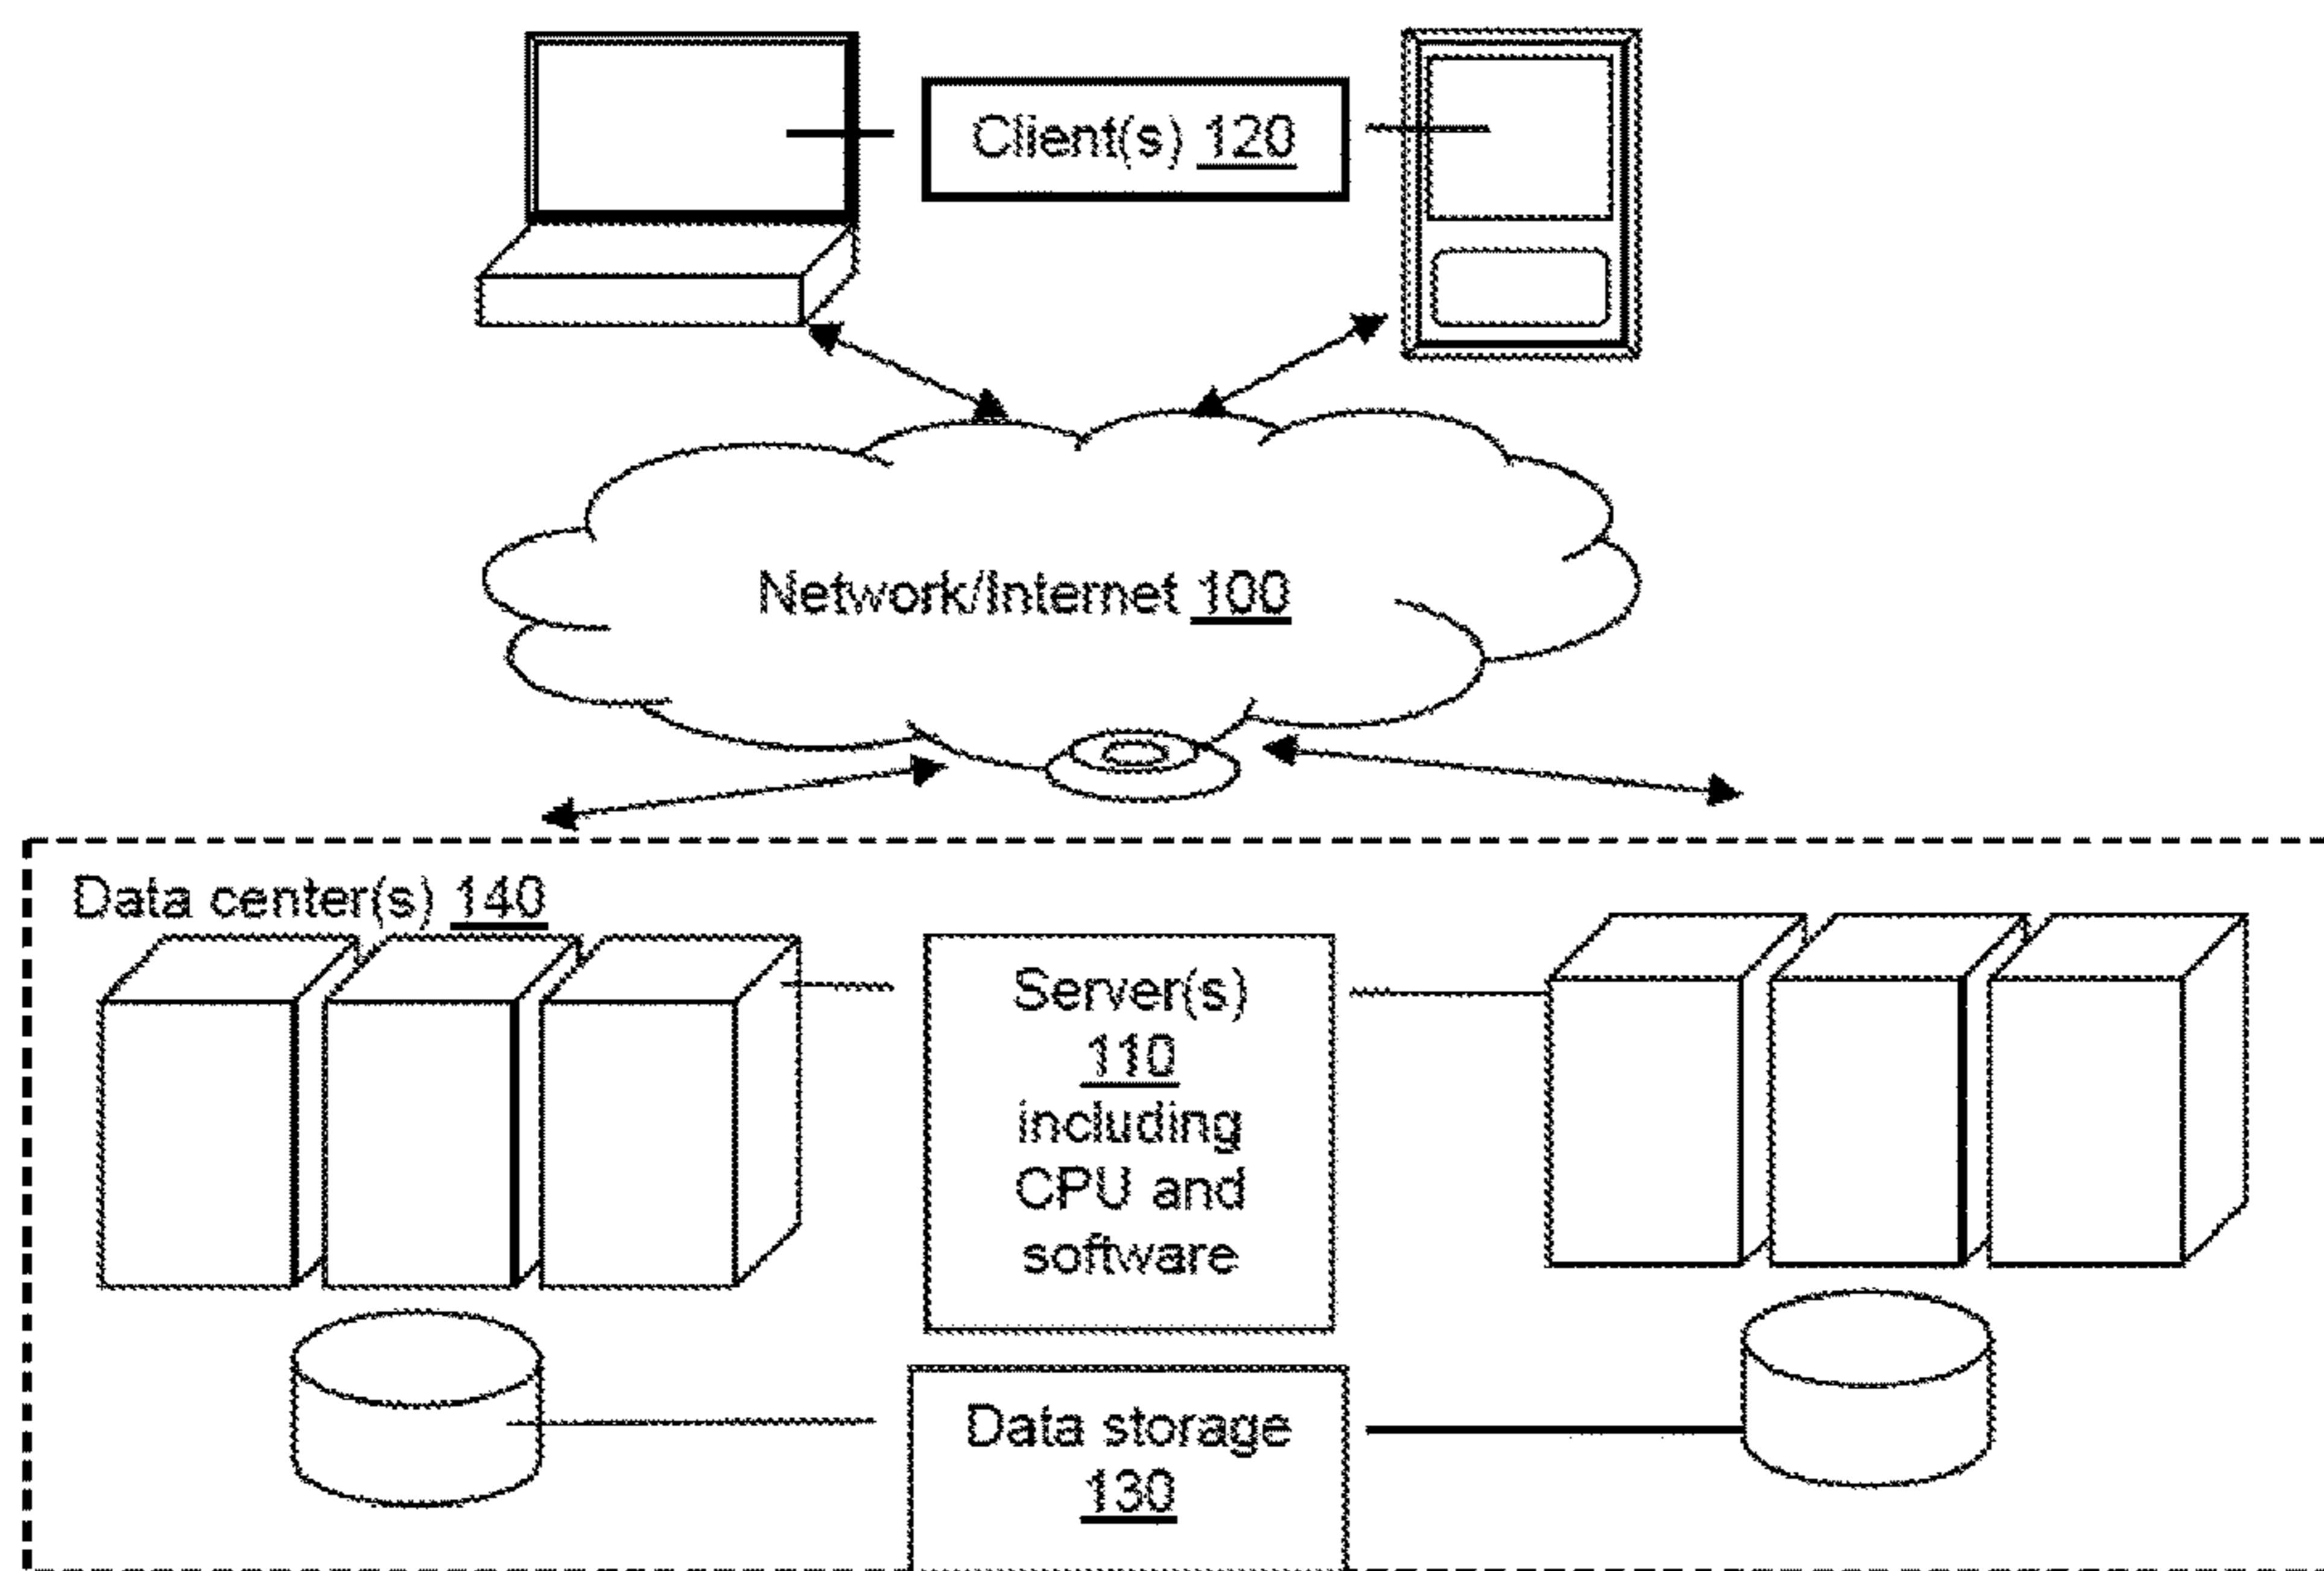 Client(s) 120
Network/Internet 100
Data center(s) 140
Server(s)
110
including
CPU and
software
Data storage
130